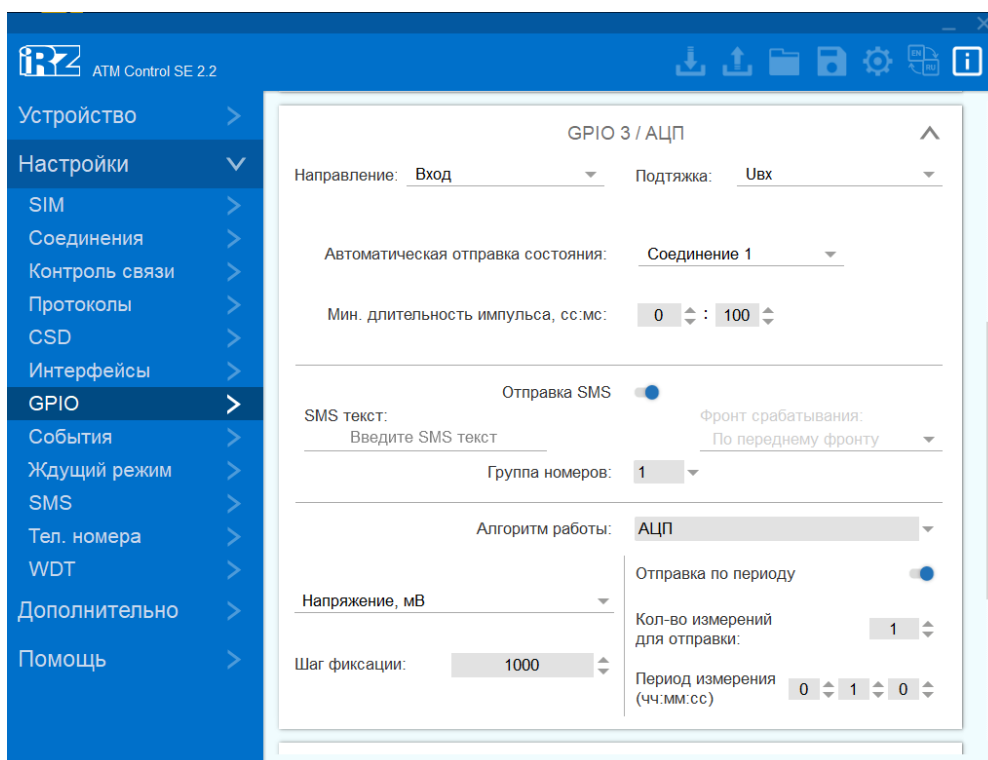 iRZ ATM Control SE 2.2
EN
RU
Устройство
Настройки
SIM
Соединения
Контроль связи
Протоколы
CSD
Интерфейсы
GPIO
События
Ждущий режим
SMS
Тел. номера
WDT
Дополнительно
Помощь
GPIO 3 / АЦП
Направление: Вход Подтяжка: Uвх
Автоматическая отправка состояния: Соединение 1
Мин. длительность импульса, сс:мс: 0 : 100
Отправка SMS
SMS текст: Фронт срабатывания:
Введите SMS текст По переднему фронту
Группа номеров: 1
Алгоритм работы: АЦП
Отправка по периоду
Напряжение, мВ
Кол-во измерений
для отправки: 1
Шаг фиксации: 1000
Период измерения
(чч:мм:сс) 0 1 0